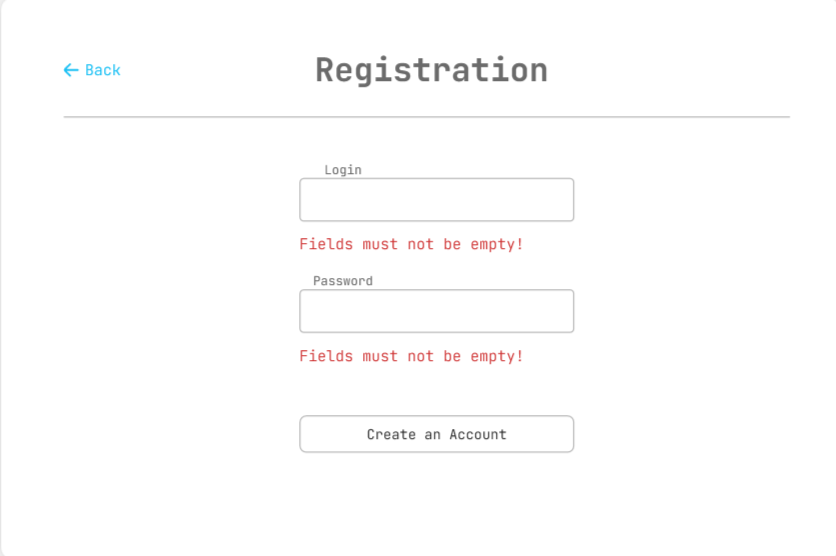 ← Back
Registration
Login
Fields must not be empty!
Password
Fields must not be empty!
Create an Account